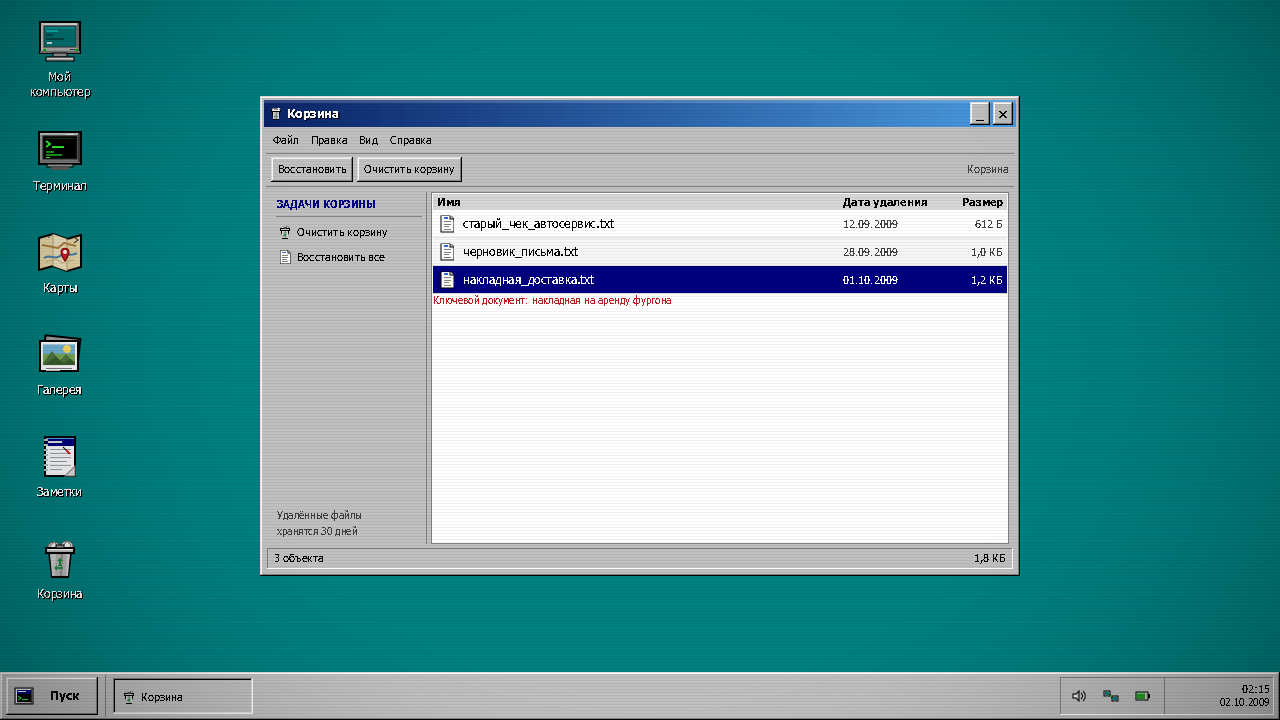 Мой
компьютер
Терминал
Карты
Галерея
Заметки
Корзина
Корзина
Файл Правка Вид Справка
Восстановить Очистить корзину Корзина
ЗАДАЧИ КОРЗИНЫ
Очистить корзину
Восстановить все
Удалённые файлы
хранятся 30 дней
Имя Дата удаления Размер
старый_чек_автосервис.txt 12.09.2009 612 Б
черновик_письма.txt 28.09.2009 1,0 КБ
накладная_доставка.txt 01.10.2009 1,2 КБ
Ключевой документ: накладная на аренду фургона
3 объекта 1,8 КБ
Пуск Корзина 02:15
02.10.2009